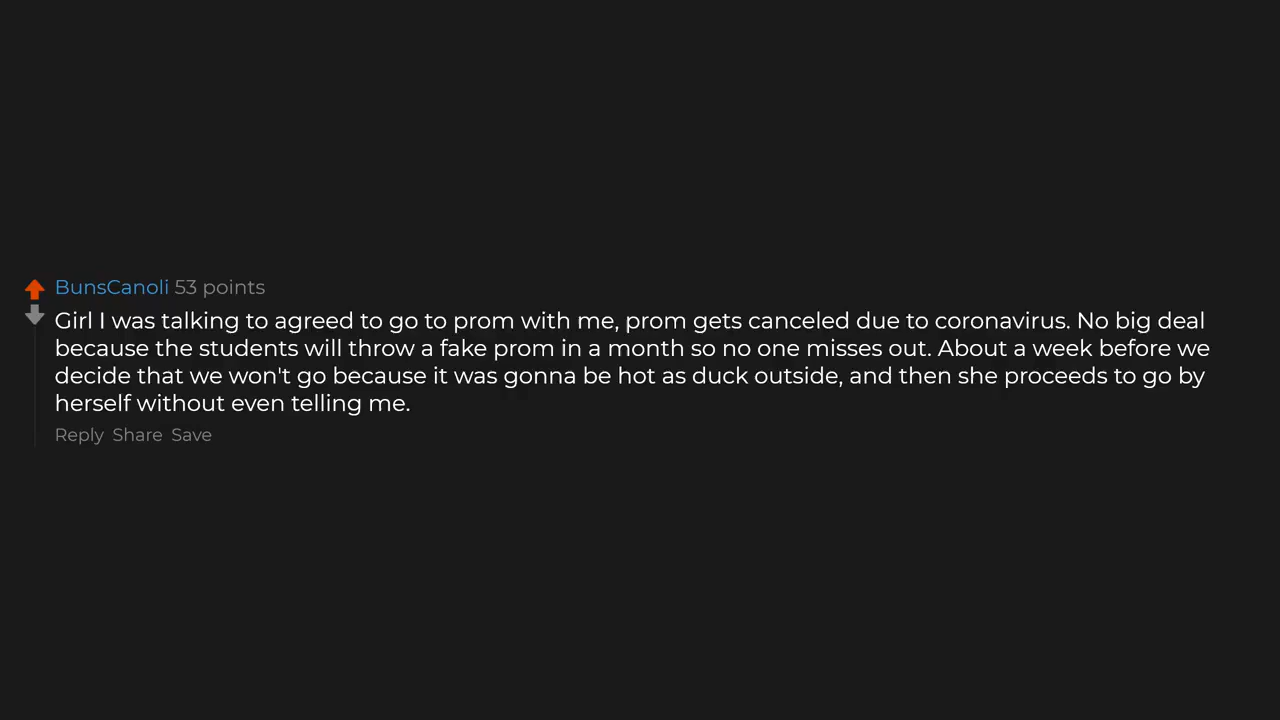 BunsCanoli 53 points
Girl I was talking to agreed to go to prom with me, prom gets canceled due to coronavirus. No big deal
because the students will throw a fake prom in a month so no one misses out. About a week before we
decide that we won't go because it was gonna be hot as duck outside, and then she proceeds to go by
herself without even telling me.
Reply Share Save